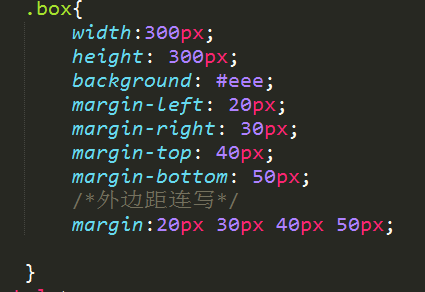 .box{
width:300px;
height: 300px;
background: #eee;
margin-left: 20px;
margin-right: 30px;
margin-top: 40px;
margin-bottom: 50px;
/*外边距连写*/
margin:20px 30px 40px 50px;
}